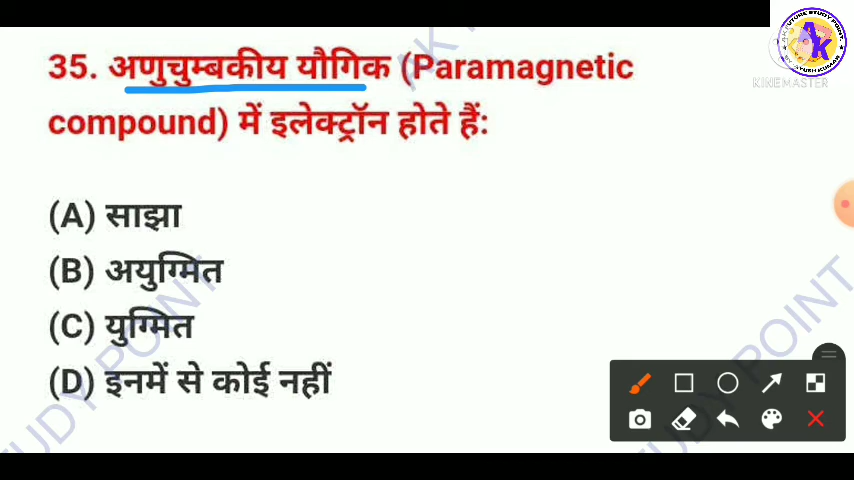 KINEMASTER
35. अणुचुम्बकीय यौगिक (Paramagnetic
compound) में इलेक्ट्रॉन होते हैं:
(A) साझा
(B) अयुग्मित
(C) युग्मित
(D) इनमें से कोई नहीं